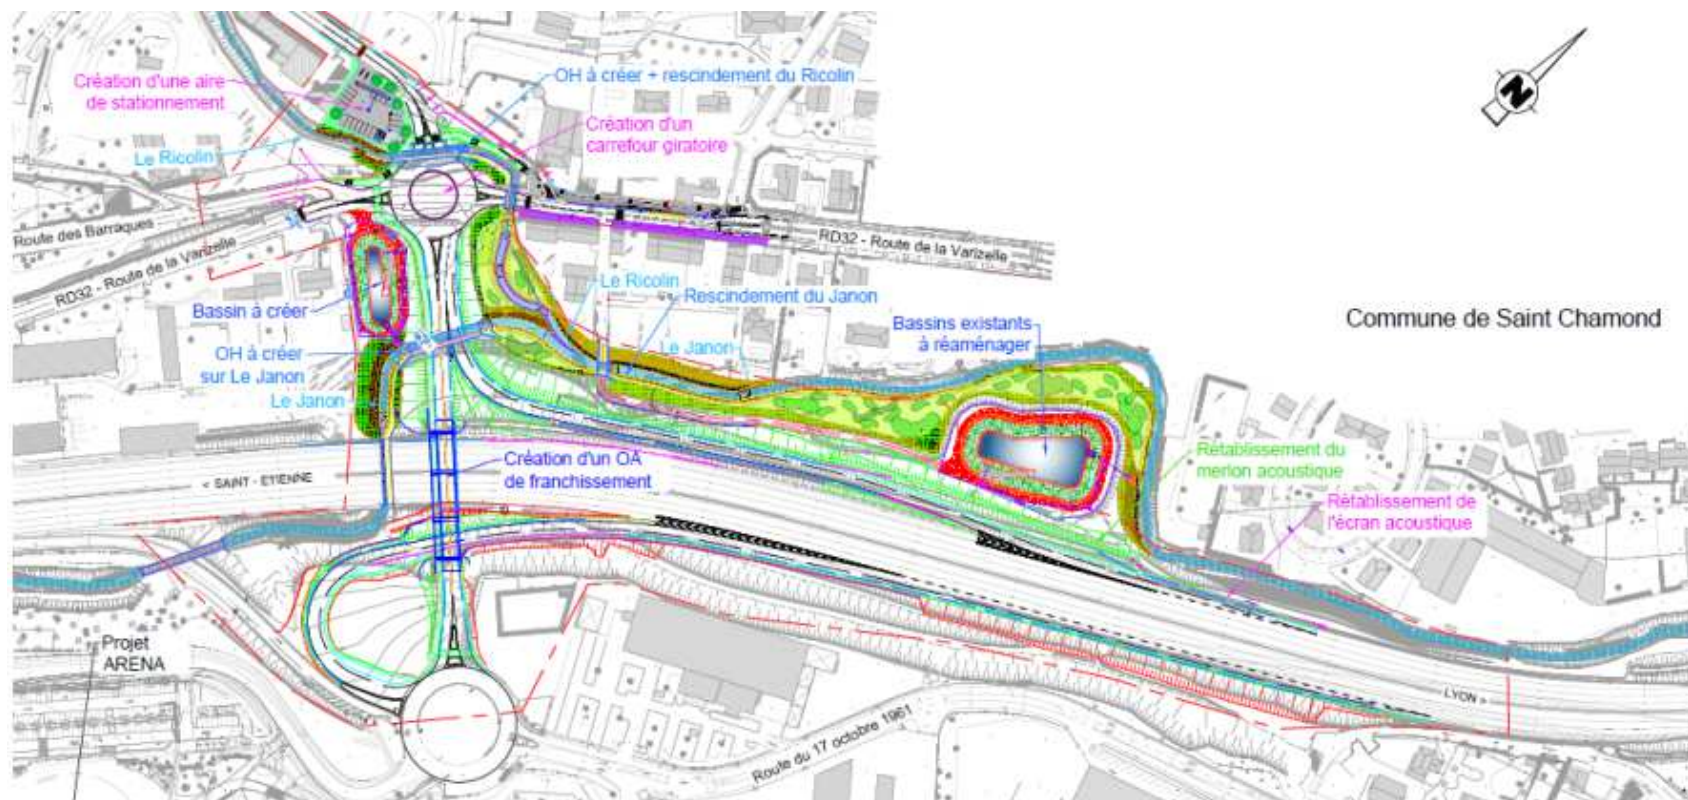 Création d'une aire
de stationnement
OH à créer + rescindement du Ricolin
N
Création d'un
carrefour giratoire
Le Ricolin
Route des Barraques
RD32 - Route de la Varizelle
RD32 - Route de la Varizelle
Le Ricolin
Rescindement du Janon
Bassin à créer
Bassins existants
à réaménager
Commune de Saint Chamond
OH à créer
sur Le Janon
Le Janon
Le Janon
Rétablissement du
merlon acoustique
Création d'un OA
de franchissement
< SAINT - ETIENNE
Rétablissement de
l'écran acoustique
Projet
ARENA
LYON >
Route du 17 octobre 1961